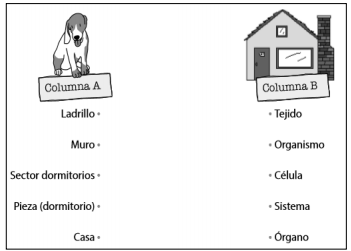 Columna A
Columna B
Ladrillo • • Tejido
Muro • • Organismo
Sector dormitorios • • Célula
Pieza (dormitorio) • • Sistema
Casa • • Órgano